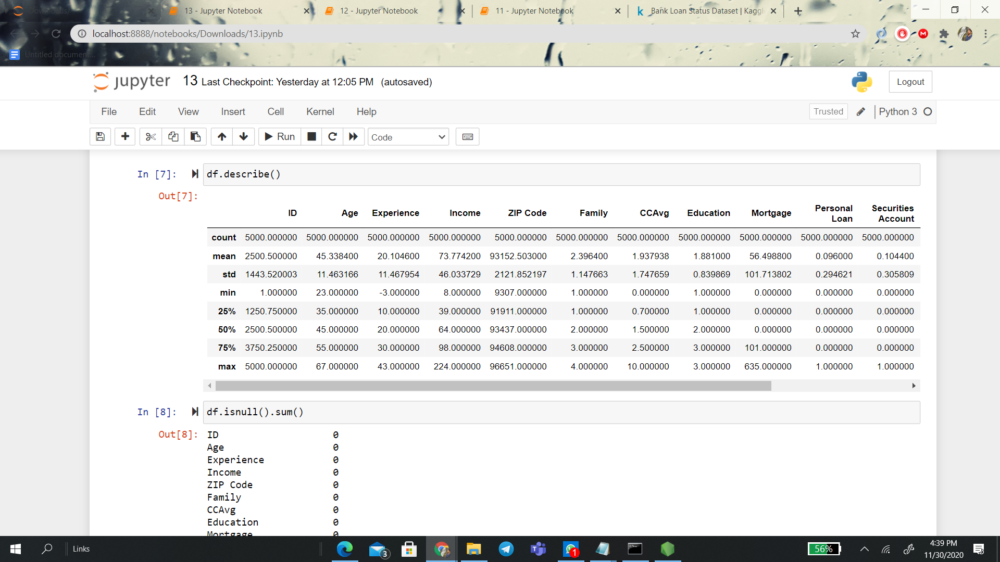 Downloads/
13 - Jupyter Notebook
12 - Jupyter Notebook
11 - Jupyter Notebook
Bank Loan Status Dataset | Kaggl
localhost:8888/notebooks/Downloads/13.ipynb
Untitled documen...
jupyter 13 Last Checkpoint: Yesterday at 12:05 PM (autosaved)
Logout
File Edit View Insert Cell Kernel Help
Trusted Python 3
Run Code
In [7]: df.describe()
Out[7]:
ID Age Experience Income ZIP Code Family CCAvg Education Mortgage Personal Loan Securities Account
count 5000.000000 5000.000000 5000.000000 5000.000000 5000.000000 5000.000000 5000.000000 5000.000000 5000.000000 5000.000000 5000.000000
mean 2500.500000 45.338400 20.104600 73.774200 93152.503000 2.396400 1.937938 1.881000 56.498800 0.096000 0.104400
std 1443.520003 11.463166 11.467954 46.033729 2121.852197 1.147663 1.747659 0.839869 101.713802 0.294621 0.305809
min 1.000000 23.000000 -3.000000 8.000000 9307.000000 1.000000 0.000000 1.000000 0.000000 0.000000 0.000000
25% 1250.750000 35.000000 10.000000 39.000000 91911.000000 1.000000 0.700000 1.000000 0.000000 0.000000 0.000000
50% 2500.500000 45.000000 20.000000 64.000000 93437.000000 2.000000 1.500000 2.000000 0.000000 0.000000 0.000000
75% 3750.250000 55.000000 30.000000 98.000000 94608.000000 3.000000 2.500000 3.000000 101.000000 0.000000 0.000000
max 5000.000000 67.000000 43.000000 224.000000 96651.000000 4.000000 10.000000 3.000000 635.000000 1.000000 1.000000
In [8]: df.isnull().sum()
Out[8]: ID 0
Age 0
Experience 0
Income 0
ZIP Code 0
Family 0
CCAvg 0
Education 0
Mortgage 0
Links
3
1
56%
4:39 PM
11/30/2020